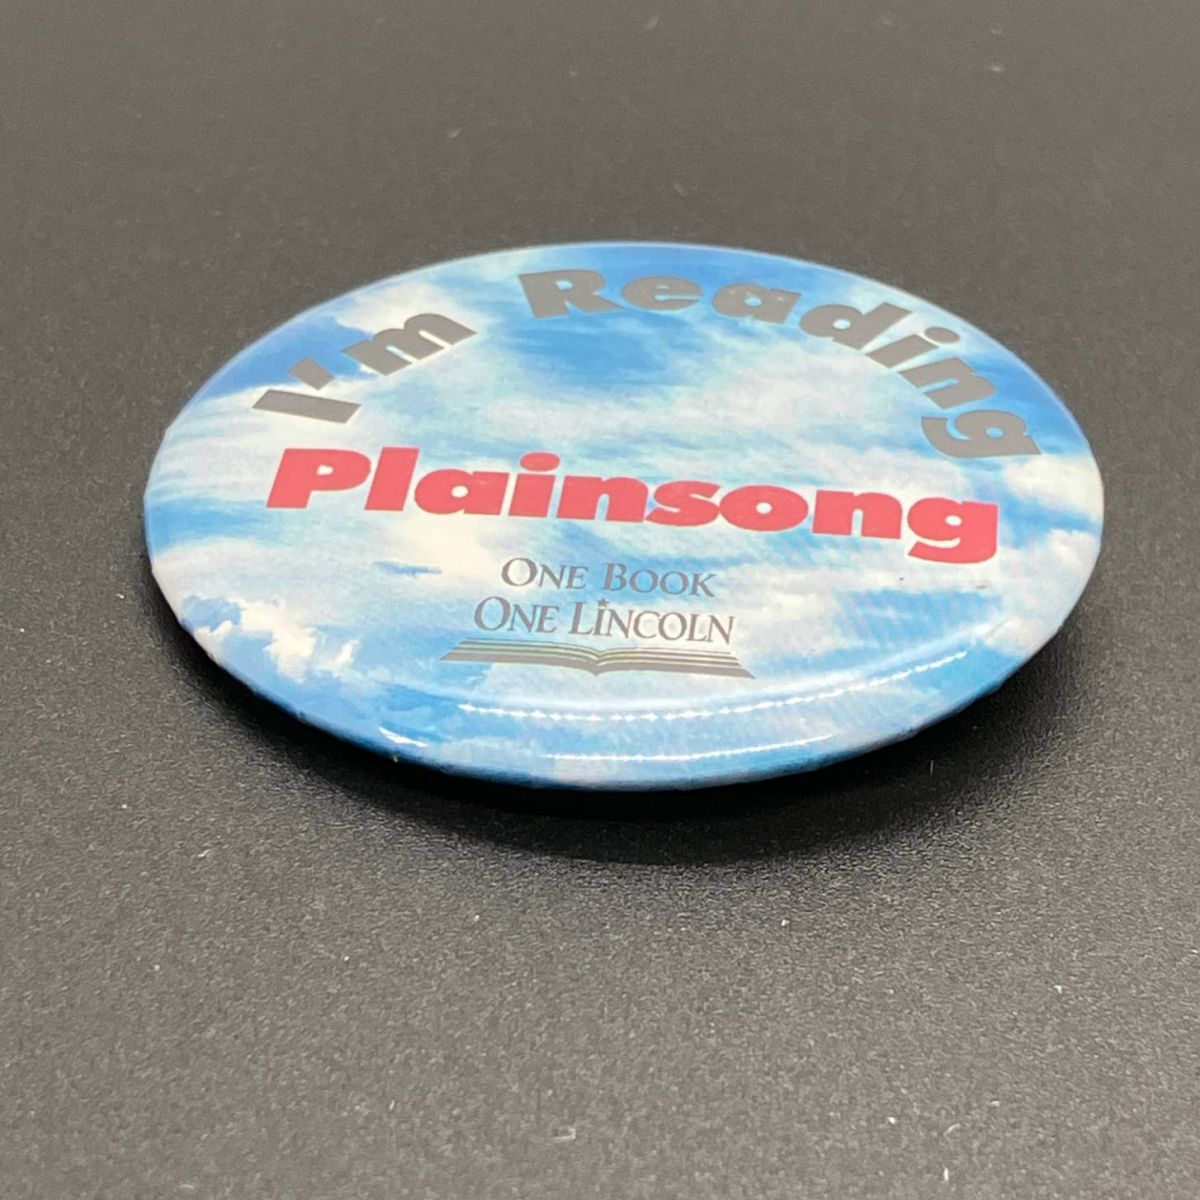 I'm Reading
Plainsong
ONE BOOK
ONE LINCOLN